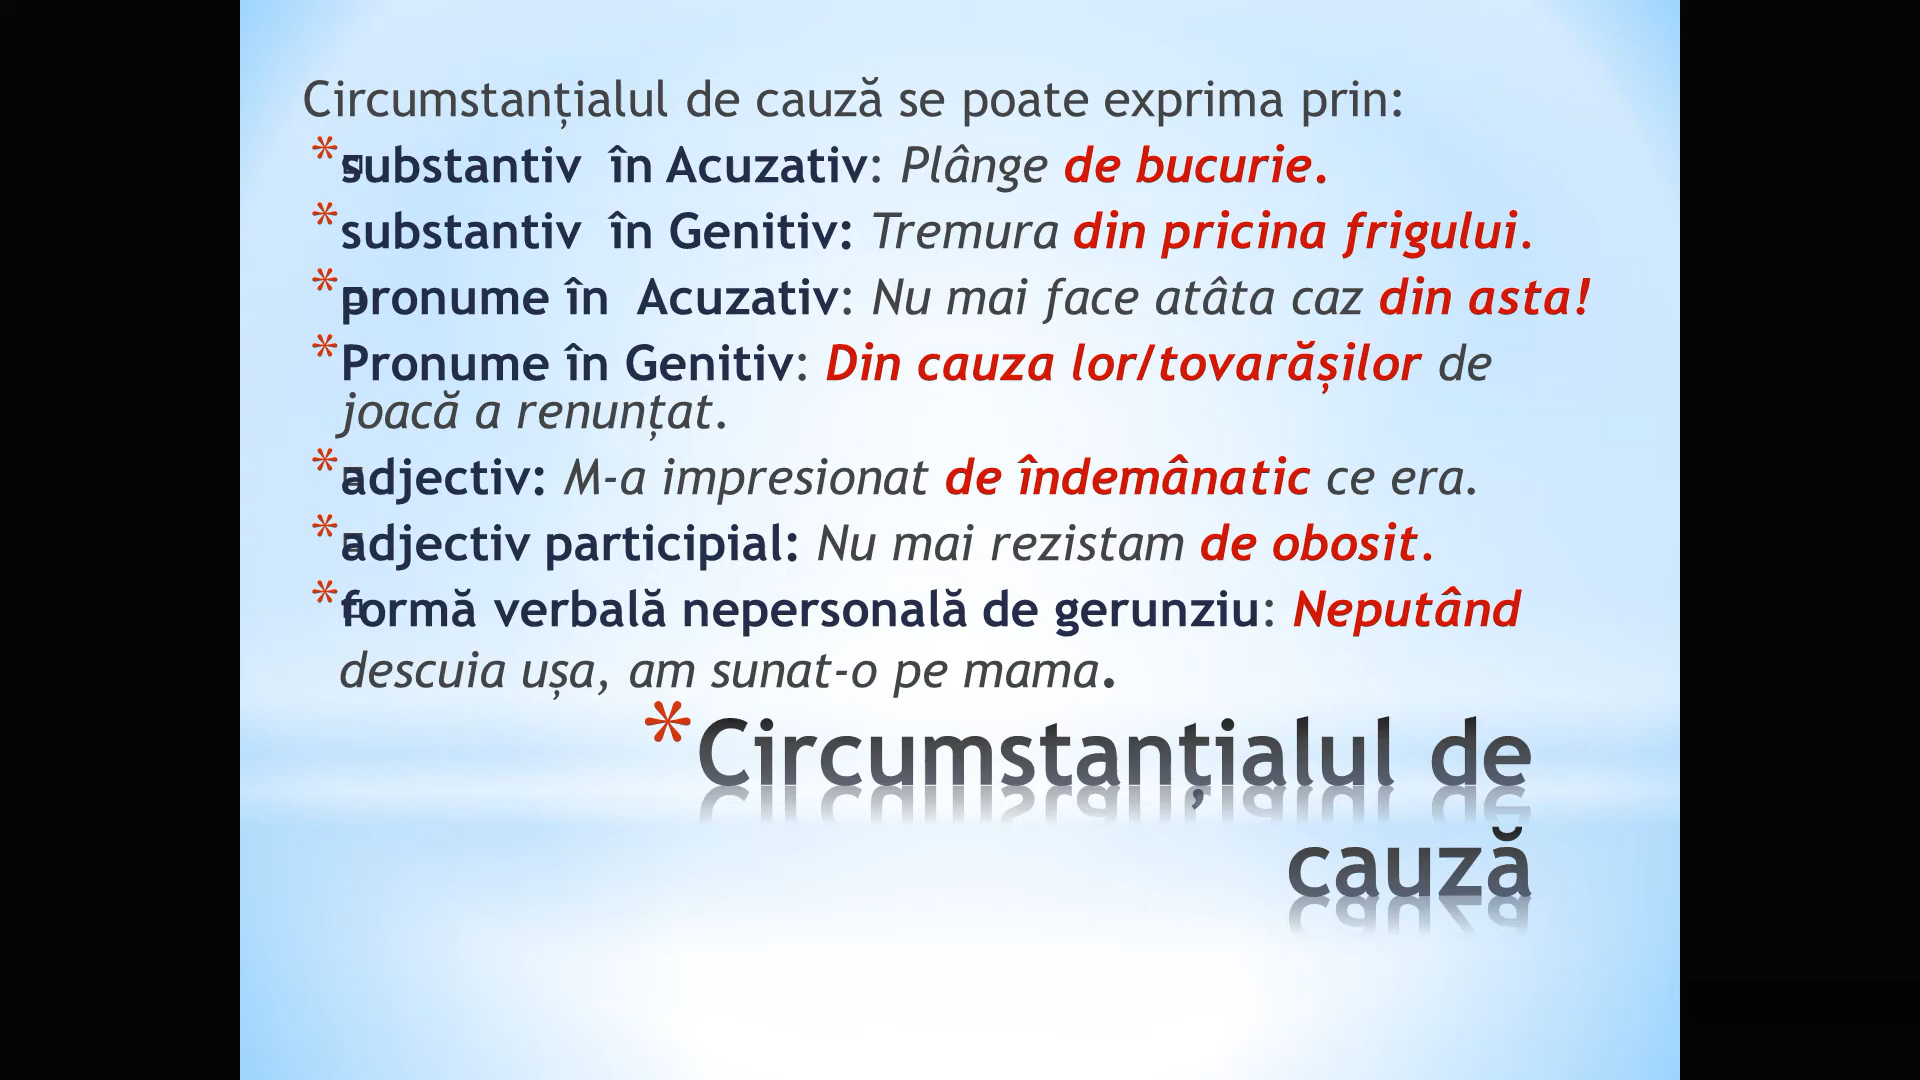 Circumstanțialul de cauză se poate exprima prin:
*substantiv în Acuzativ: Plânge de bucurie.
*substantiv în Genitiv: Tremura din pricina frigului.
*pronume în Acuzativ: Nu mai face atâta caz din asta!
*Pronume în Genitiv: Din cauza lor/tovarășilor de
joacă a renunțat.
*adjectiv: M-a impresionat de îndemânatic ce era.
*adjectiv participial: Nu mai rezistam de obosit.
*formă verbală nepersonală de gerunziu: Neputând
descuia ușa, am sunat-o pe mama.
*Circumstanțialul de
cauză